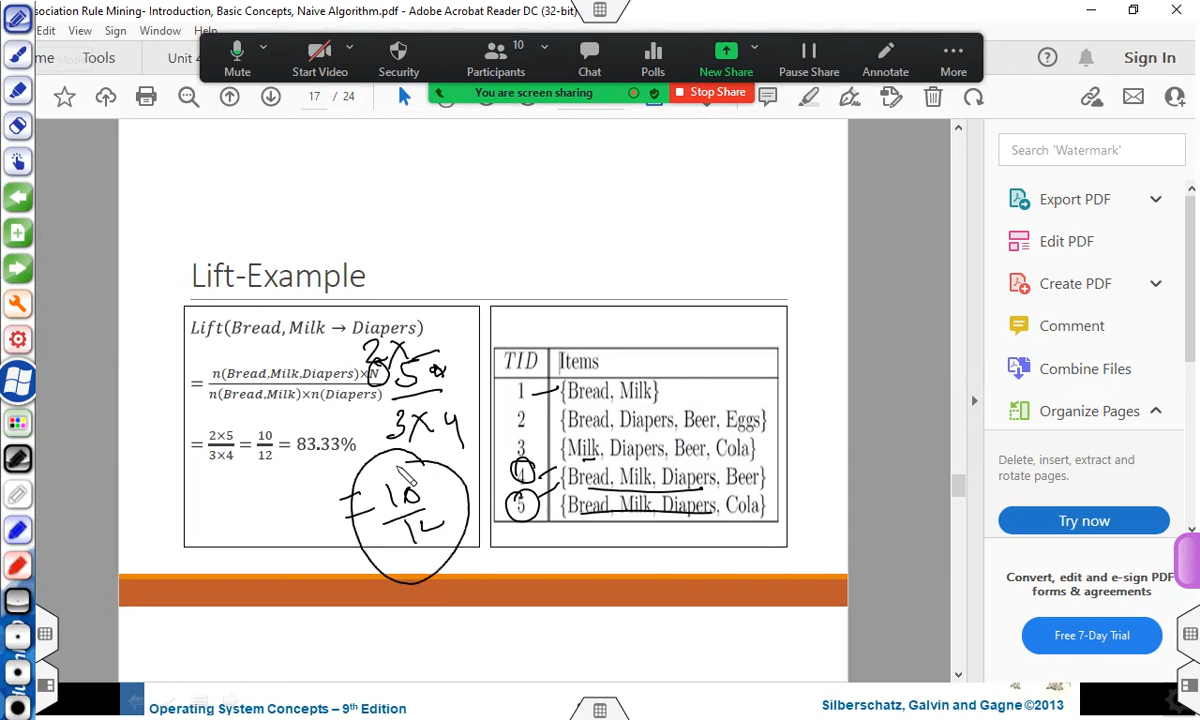 sociation Rule Mining- Introduction, Basic Concepts, Naive Algorithm.pdf - Adobe Acrobat Reader DC (32-bit)
Edit View Sign Window Help
me Tools Unit 4
Mute Start Video Security Participants 10 Chat Polls New Share Pause Share Annotate More
Sign In
17 / 24
You are screen sharing Stop Share
Search 'Watermark'
Export PDF
Edit PDF
Create PDF
Comment
Combine Files
Organize Pages
Delete, insert, extract and
rotate pages.
Try now
Convert, edit and e-sign PDF
forms & agreements
Free 7-Day Trial
Lift-Example
Lift(Bread, Milk → Diapers)
= n(Bread,Milk,Diapers)×N / n(Bread,Milk)×n(Diapers)
= 2×5 / 3×4 = 10 / 12 = 83.33%
2 ×
5
3 × 4
= 10 / 12
TID Items
1 {Bread, Milk}
2 {Bread, Diapers, Beer, Eggs}
3 {Milk, Diapers, Beer, Cola}
4 {Bread, Milk, Diapers, Beer}
5 {Bread, Milk, Diapers, Cola}
Operating System Concepts – 9th Edition
Silberschatz, Galvin and Gagne ©2013